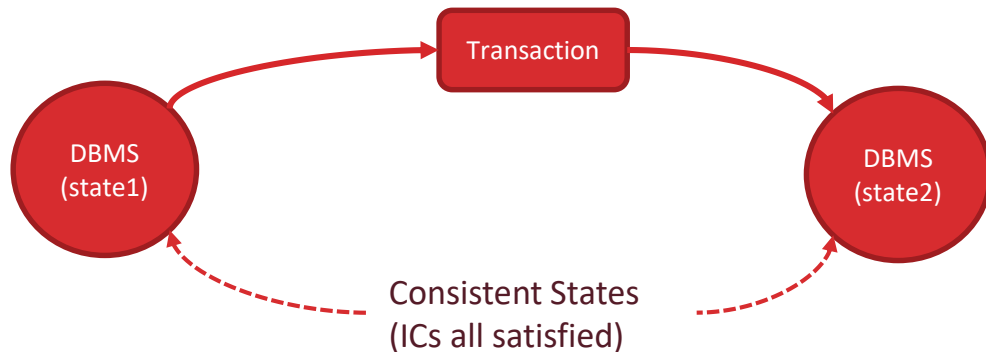 Transaction
DBMS
(state1)
DBMS
(state2)
Consistent States
(ICs all satisfied)